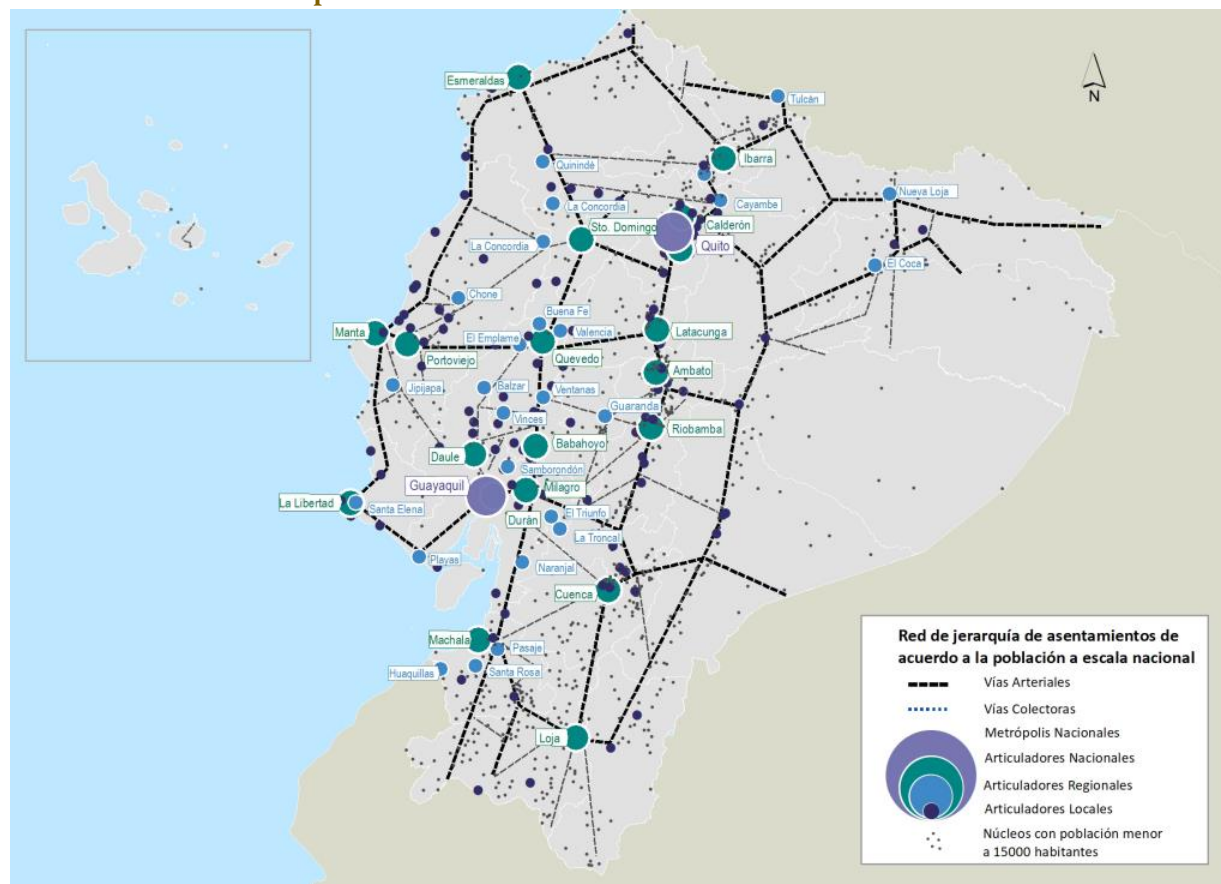 Esmeraldas
Tulcán
N
Ibarra
Quinindé
Nueva Loja
Cayambe
La Concordia
Sto. Domingo
Calderón
La Concordia
Quito
El Coca
Chone
Buena Fe
Manta
El Emplame
Valencia
Latacunga
Portoviejo
Quevedo
Ambato
Jipijapa
Balzar
Ventanas
Guaranda
Vinces
Riobamba
Babahoyo
Daule
Samborondón
Guayaquil
Milagro
La Libertad
Santa Elena
El Triunfo
Durán
La Troncal
Playas
Naranjal
Cuenca
Machala
Pasaje
Huaquillas
Santa Rosa
Loja
Red de jerarquía de asentamientos de
acuerdo a la población a escala nacional
Vías Arteriales
Vías Colectoras
Metrópolis Nacionales
Articuladores Nacionales
Articuladores Regionales
Articuladores Locales
Núcleos con población menor
a 15000 habitantes